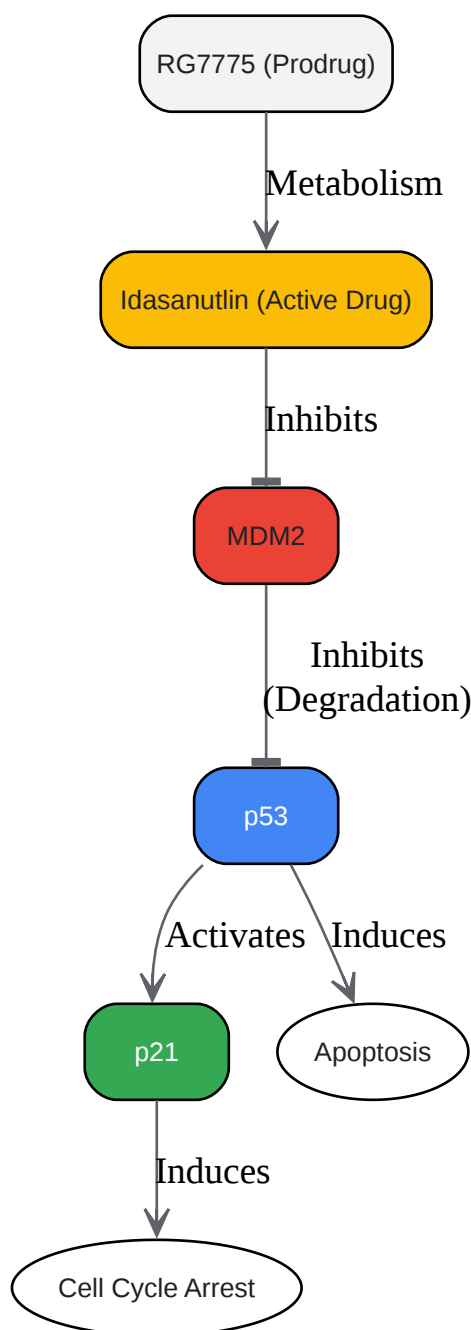 RG7775 (Prodrug)
Metabolism
Idasanutlin (Active Drug)
Inhibits
MDM2
Inhibits
(Degradation)
p53
Activates
Induces
p21
Apoptosis
Induces
Cell Cycle Arrest